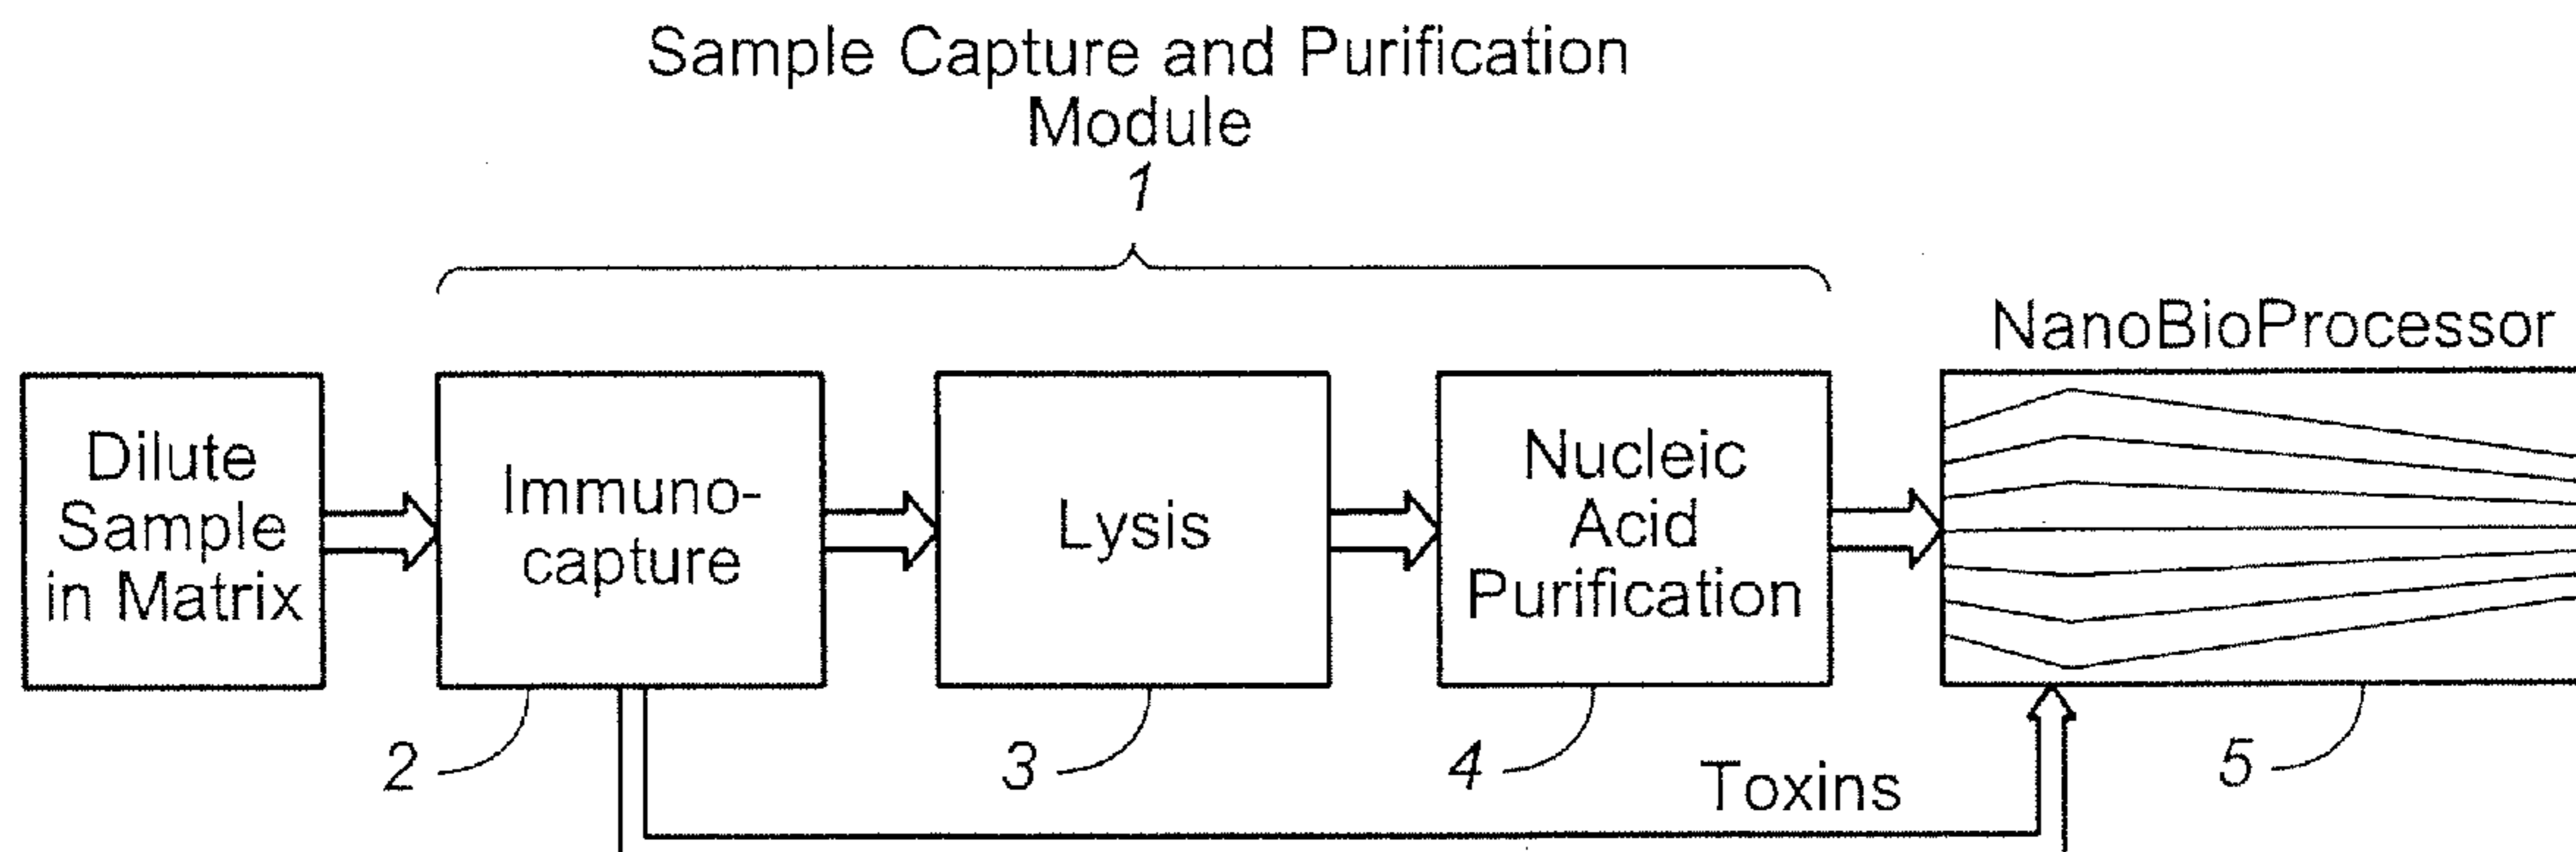 Sample Capture and Purification
Module
1
NanoBioProcessor
Dilute
Sample
in Matrix
Immuno-
capture
Lysis
Nucleic
Acid
Purification
2
3
4
Toxins
5